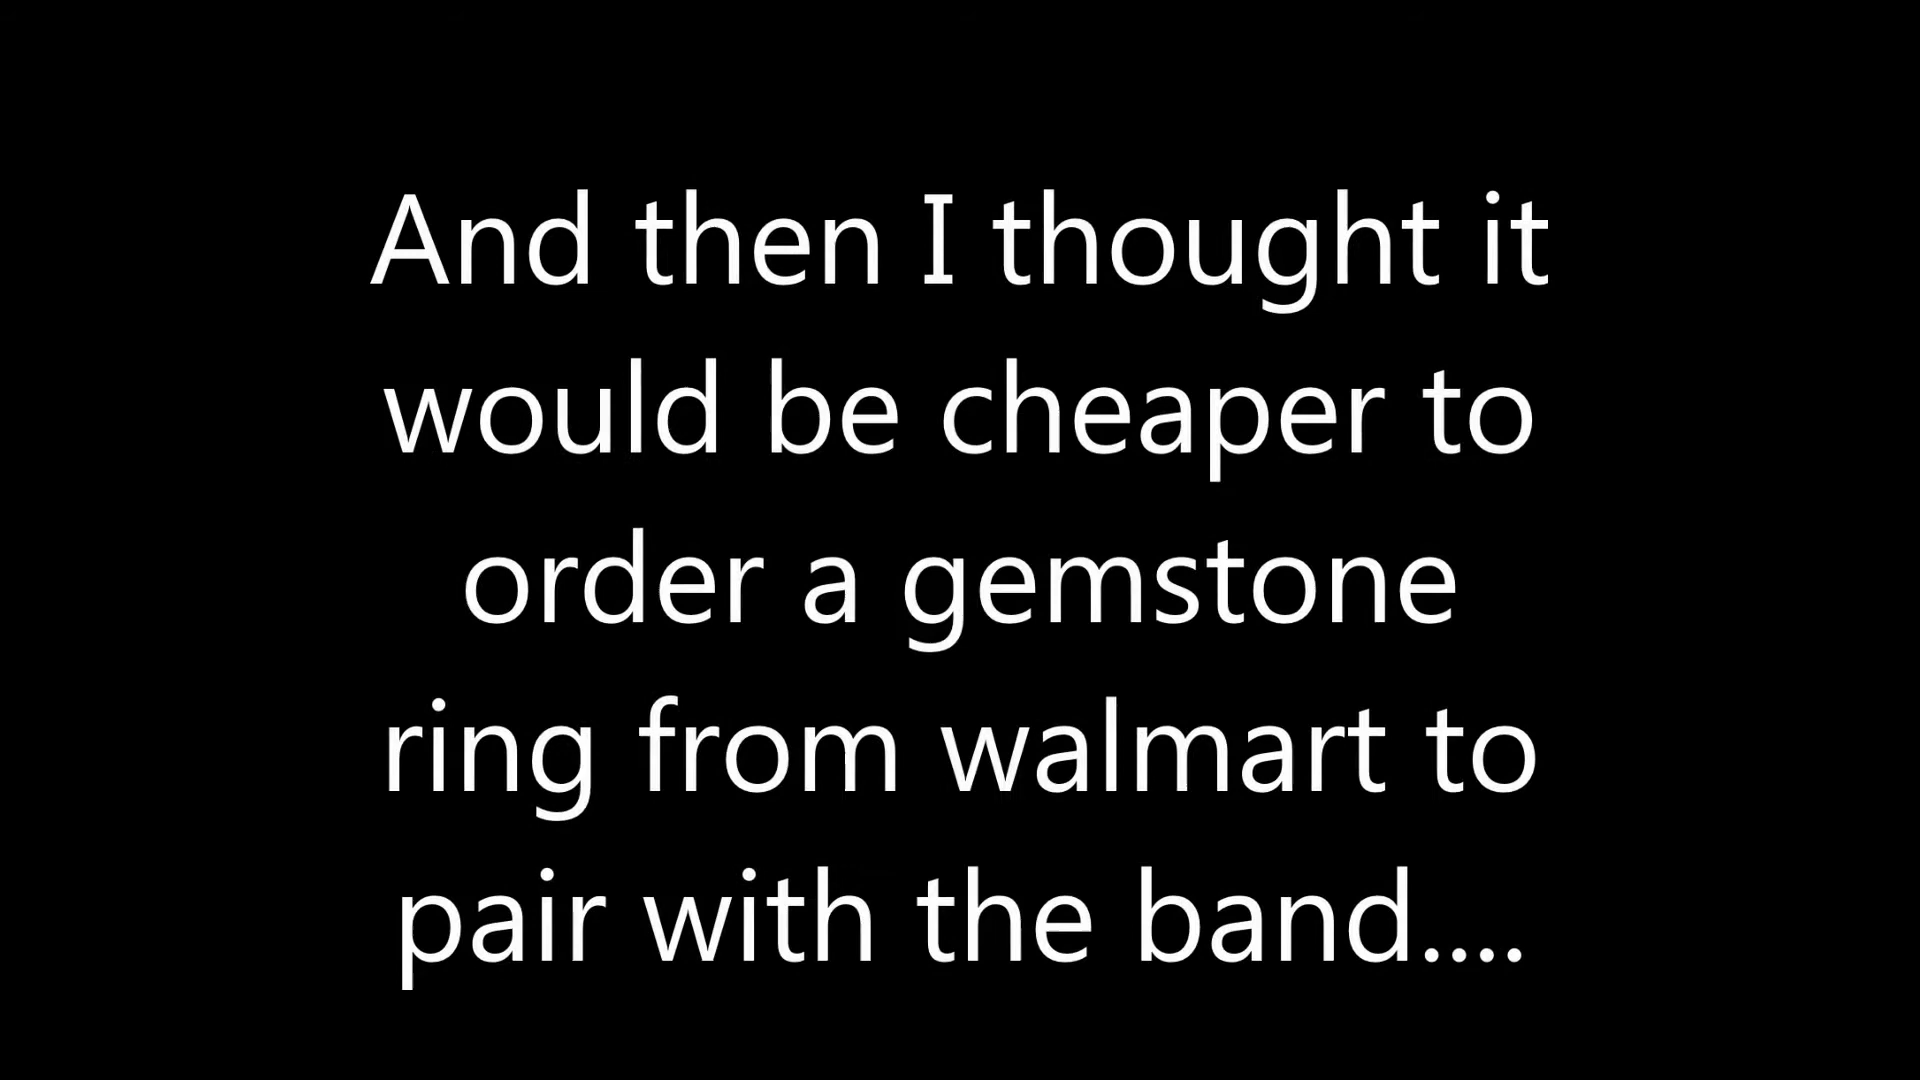 And then I thought it
would be cheaper to
order a gemstone
ring from walmart to
pair with the band....